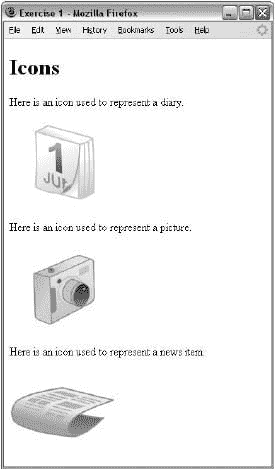 Exercise 1 - Mozilla Firefox
File Edit View History Bookmarks Tools Help
Icons
Here is an icon used to represent a diary.
1
JUL
Here is an icon used to represent a picture.
Here is an icon used to represent a news item